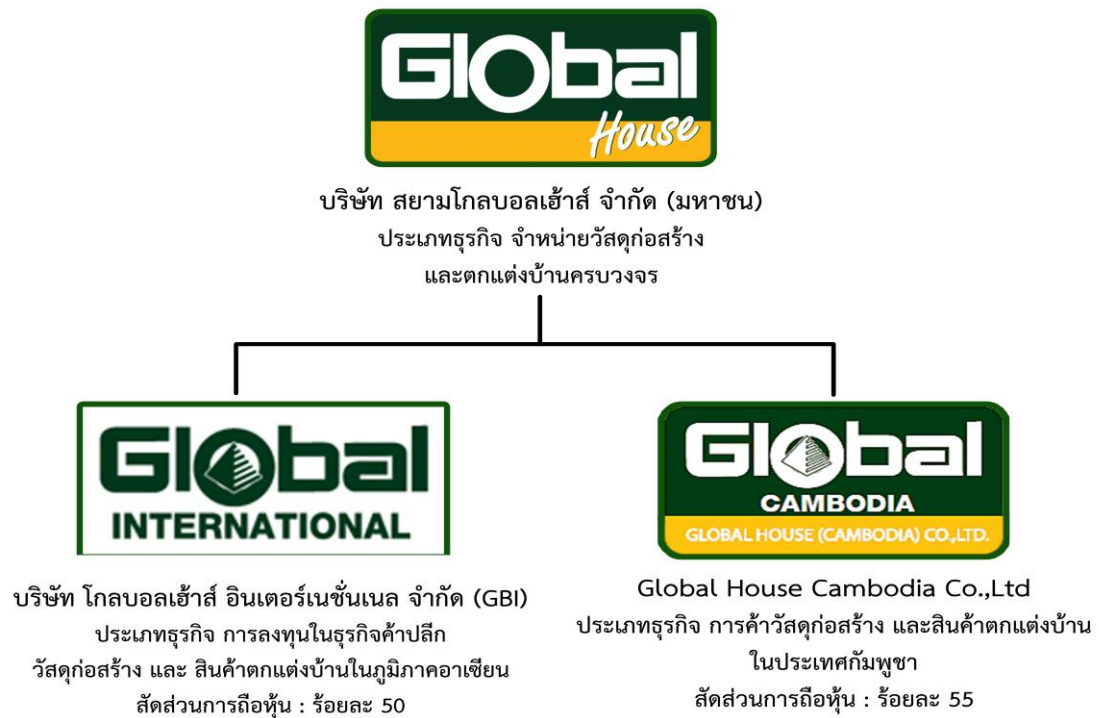 Global
House
บริษัท สยามโกลบอลเฮ้าส์ จำกัด (มหาชน)
ประเภทธุรกิจ จำหน่ายวัสดุก่อสร้าง
และตกแต่งบ้านครบวงจร
Global
INTERNATIONAL
บริษัท โกลบอลเฮ้าส์ อินเตอร์เนชั่นเนล จำกัด (GBI)
ประเภทธุรกิจ การลงทุนในธุรกิจค้าปลีก
วัสดุก่อสร้าง และ สินค้าตกแต่งบ้านในภูมิภาคอาเซียน
สัดส่วนการถือหุ้น : ร้อยละ 50
Global
CAMBODIA
GLOBAL HOUSE (CAMBODIA) CO.,LTD.
Global House Cambodia Co.,Ltd
ประเภทธุรกิจ การค้าวัสดุก่อสร้าง และสินค้าตกแต่งบ้าน
ในประเทศกัมพูชา
สัดส่วนการถือหุ้น : ร้อยละ 55